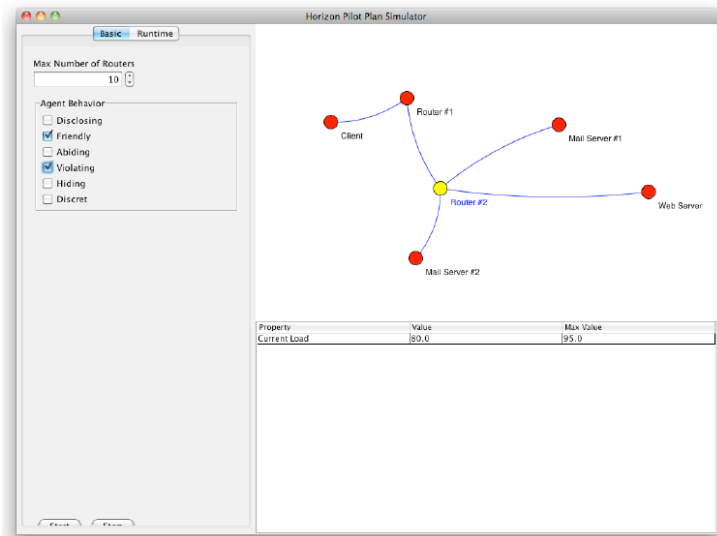 Horizon Pilot Plan Simulator
Basic Runtime
Max Number of Routers
10
Agent Behavior
Disclosing
Friendly
Abiding
Violating
Hiding
Discret
Start Stop
Router #1
Client
Mail Server #1
Router #2
Web Server
Mail Server #2
Property Value Max Value
Current Load 80.0 95.0